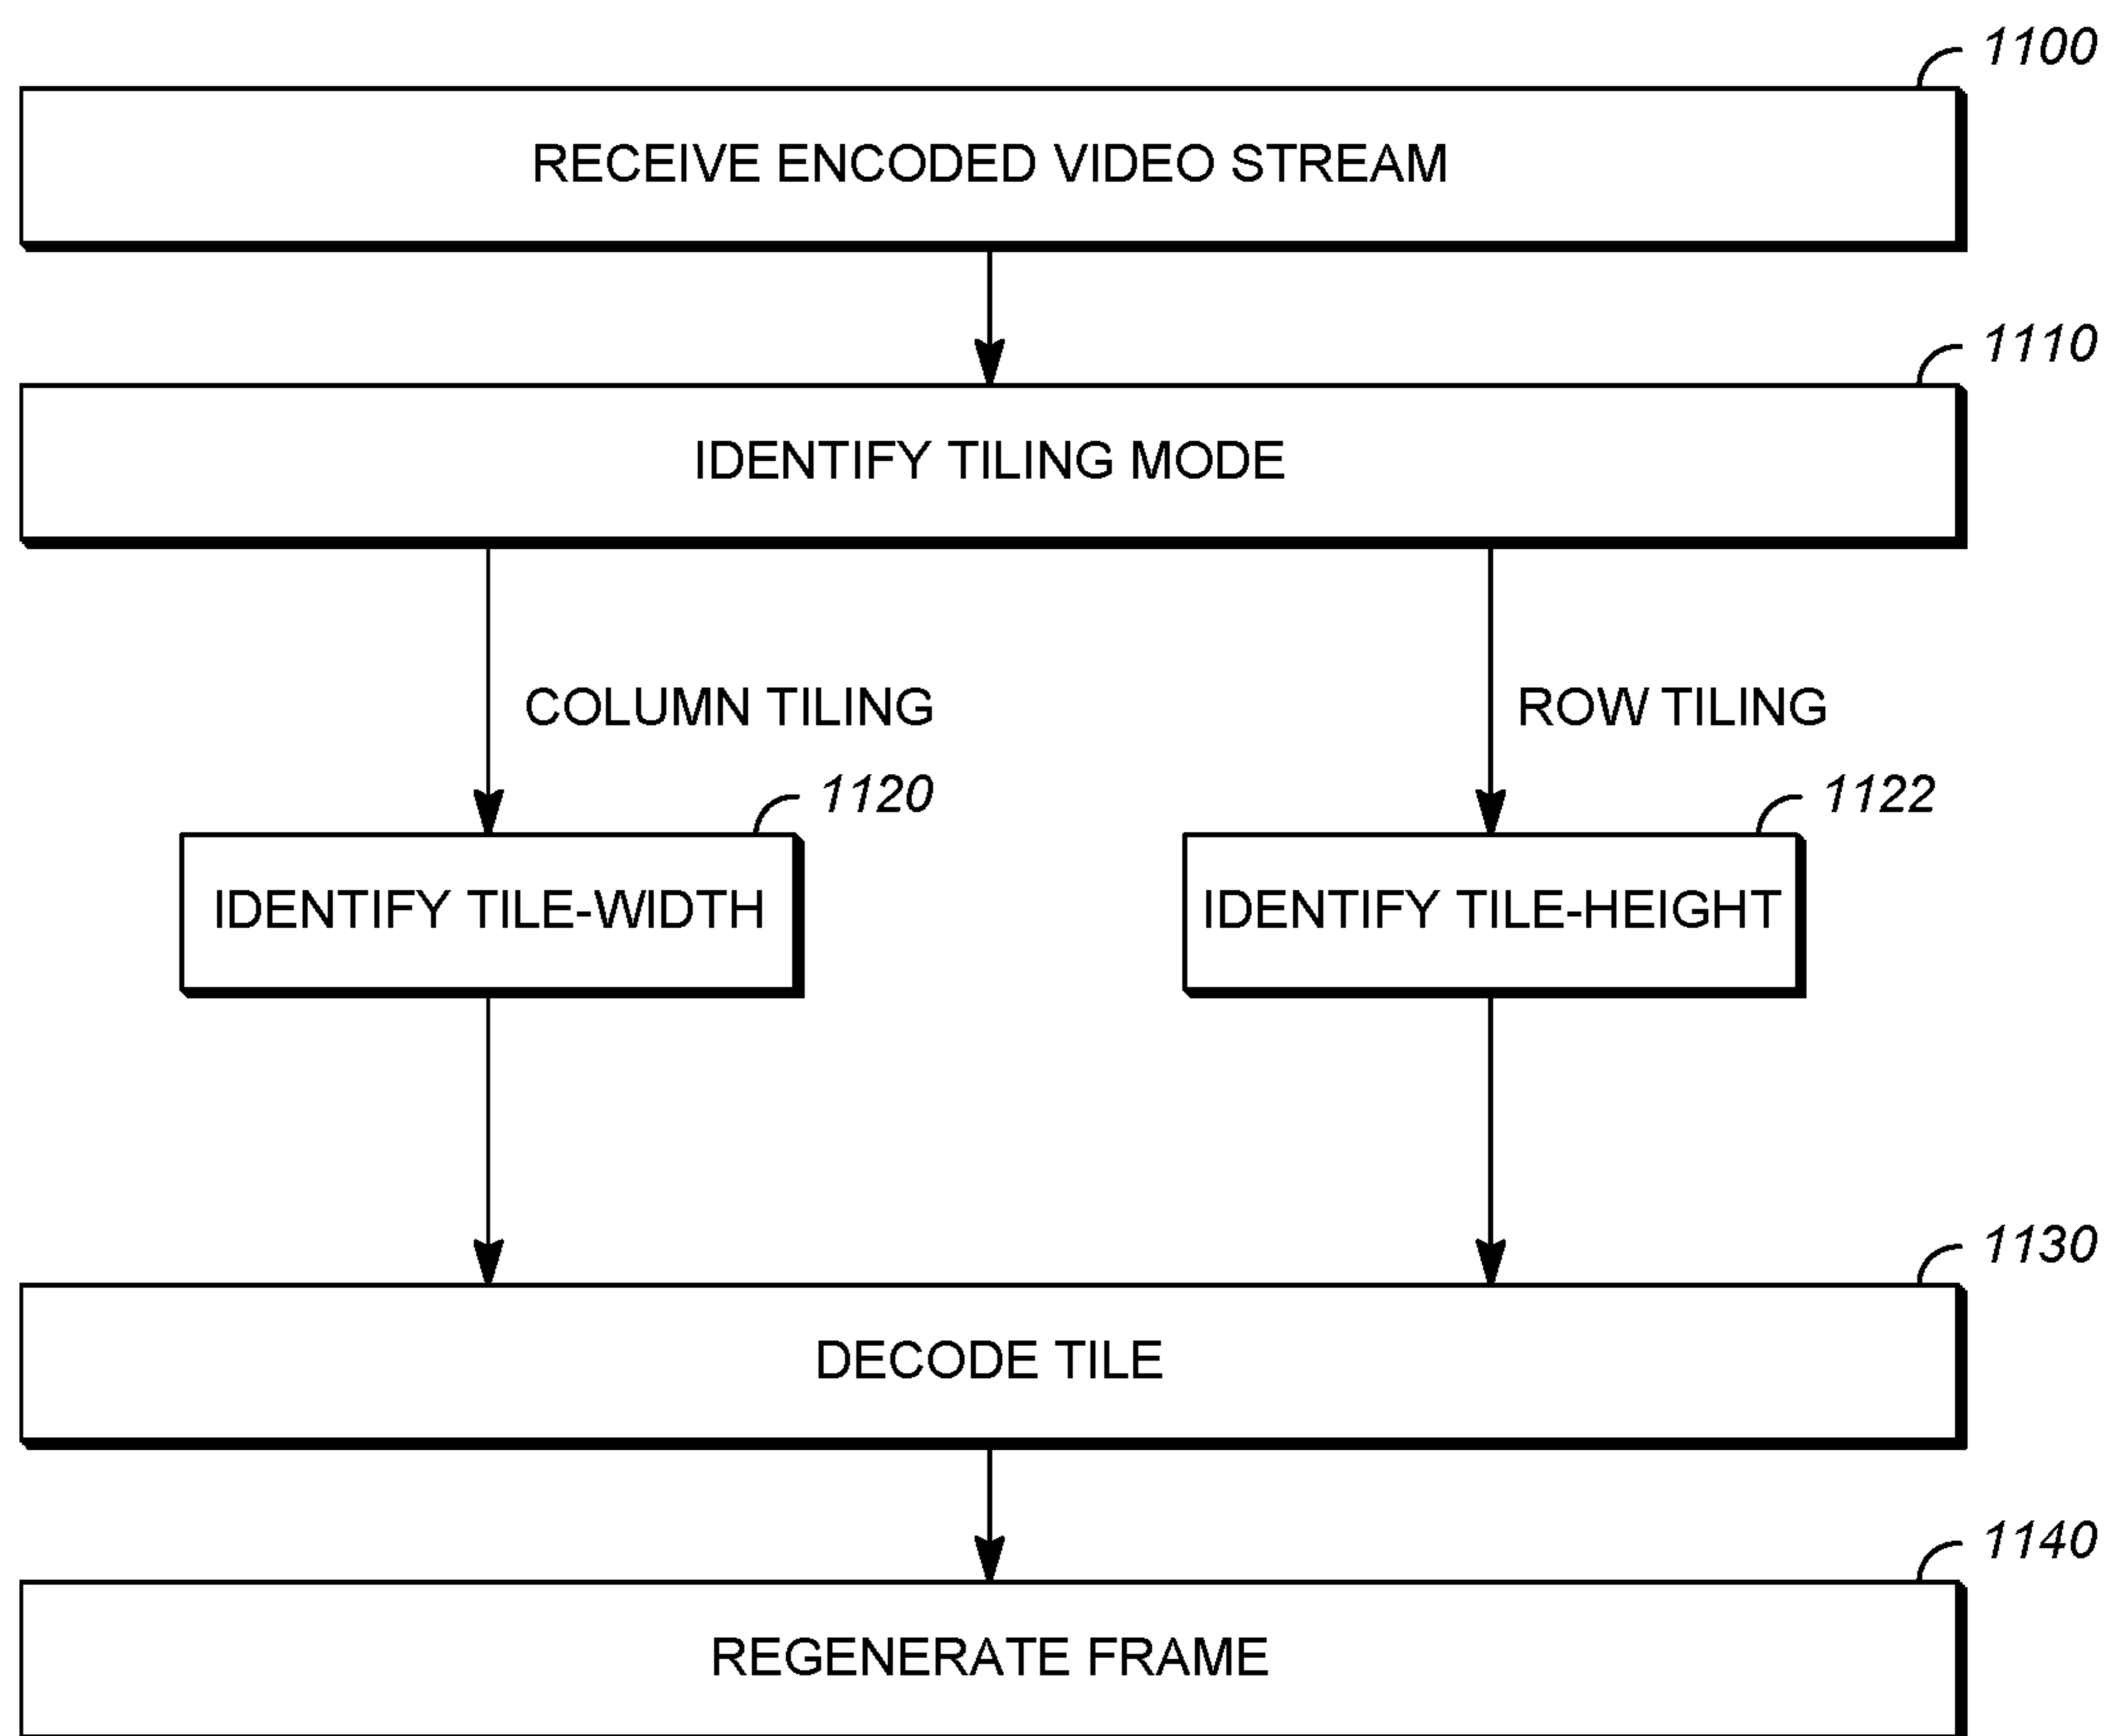 1100
RECEIVE ENCODED VIDEO STREAM
1110
IDENTIFY TILING MODE
COLUMN TILING
ROW TILING
1120
1122
IDENTIFY TILE-WIDTH
IDENTIFY TILE-HEIGHT
1130
DECODE TILE
1140
REGENERATE FRAME